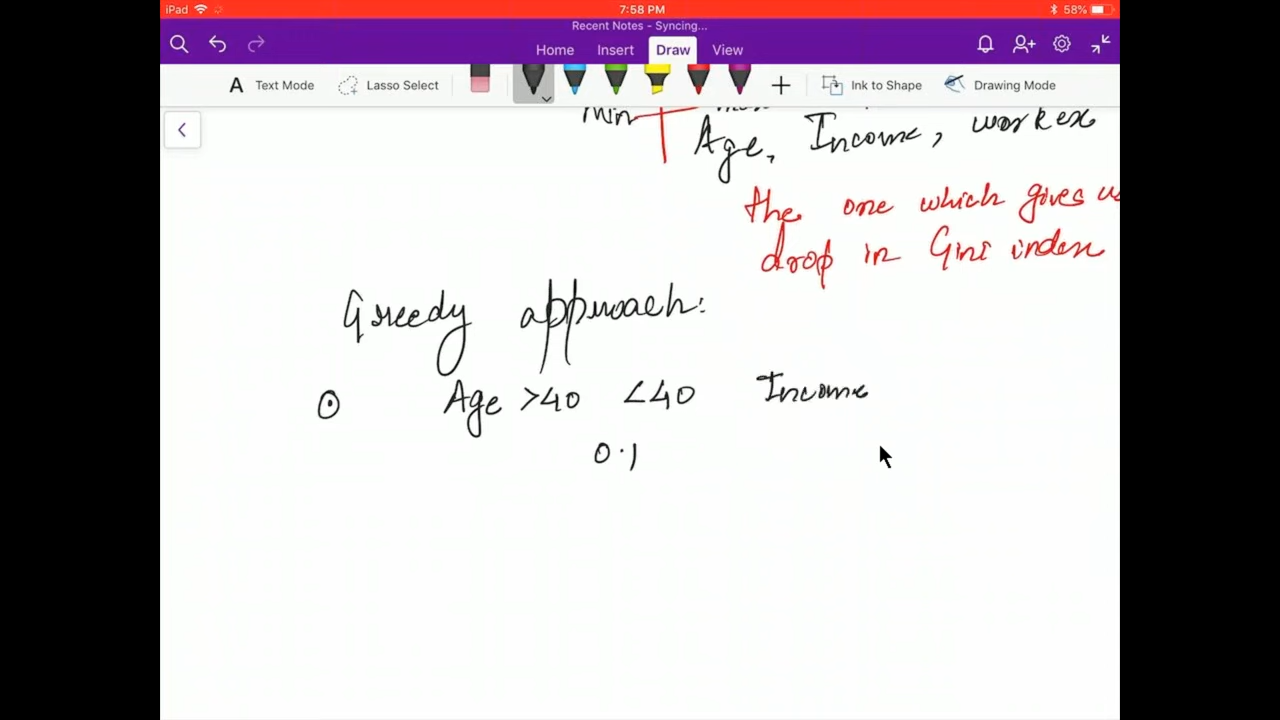 iPad 7:58 PM 58%
Recent Notes - Syncing...
Home Insert Draw View
A Text Mode Lasso Select Ink to Shape Drawing Mode
Min
Age, Income, workex
the one which gives
drop in Gini index
Greedy approach:
Age >40 <40 Income
0.1